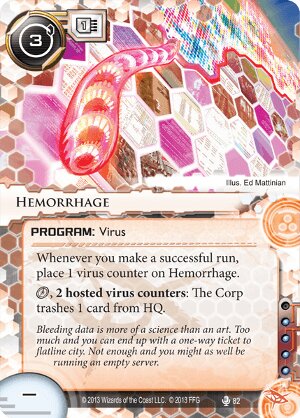 3
1
Illus. Ed Mattinian
HEMORRHAGE
PROGRAM: Virus
Whenever you make a successful run,
place 1 virus counter on Hemorrhage.
, 2 hosted virus counters: The Corp
trashes 1 card from HQ.
Bleeding data is more of a science than an art. Too
much and you can end up with a one-way ticket to
flatline city. Not enough and you might as well be
running an empty server.
–
© 2013 Wizards of the Coast LLC. © 2013 FFG
92